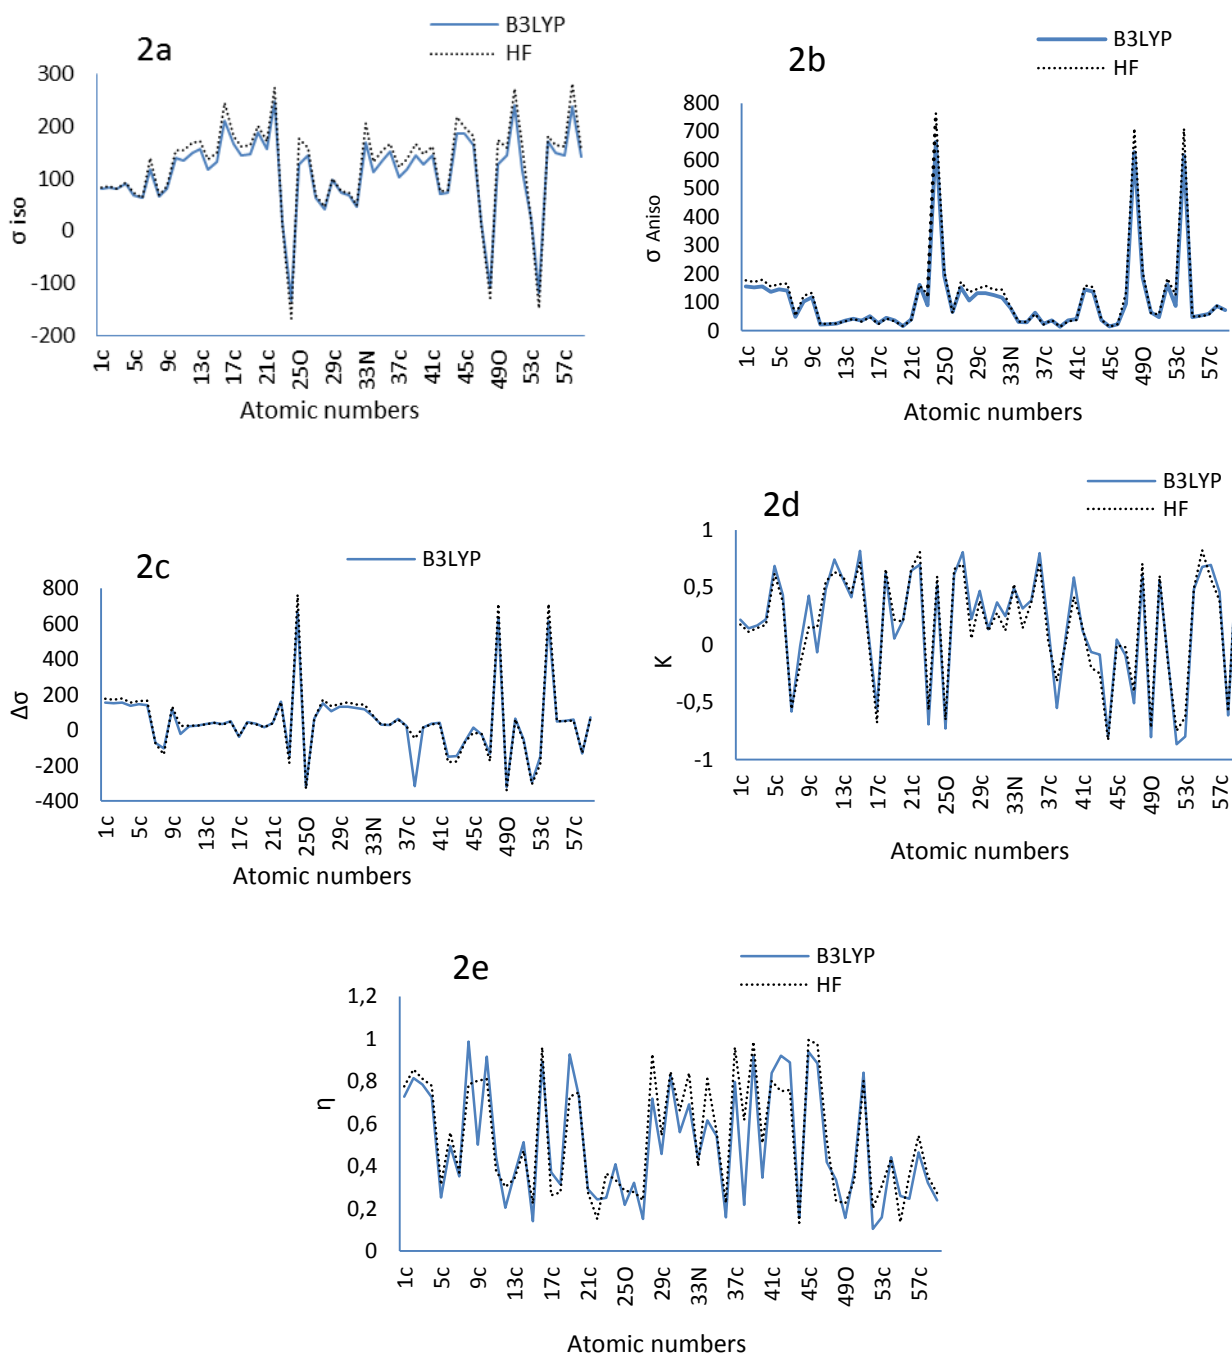 2a
B3LYP
HF
300
200
100
0
-100
-200
σ iso
1c 5c 9c 13c 17c 21c 25O 29c 33N 37c 41c 45c 49O 53c 57c
Atomic numbers
2b
B3LYP
HF
800
700
600
500
400
300
200
100
0
σ Aniso
1c 5c 9c 13c 17c 21c 25O 29c 33N 37c 41c 45c 49O 53c 57c
Atomic numbers
2c
B3LYP
800
600
400
200
0
-200
-400
Δσ
1c 5c 9c 13c 17c 21c 25O 29c 33N 37c 41c 45c 49O 53c 57c
Atomic numbers
2d
B3LYP
HF
1
0,5
0
-0,5
-1
K
1c 5c 9c 13c 17c 21c 25O 29c 33N 37c 41c 45c 49O 53c 57c
Atomic numbers
2e
B3LYP
HF
1,2
1
0,8
0,6
0,4
0,2
0
η
1c 5c 9c 13c 17c 21c 25O 29c 33N 37c 41c 45c 49O 53c 57c
Atomic numbers